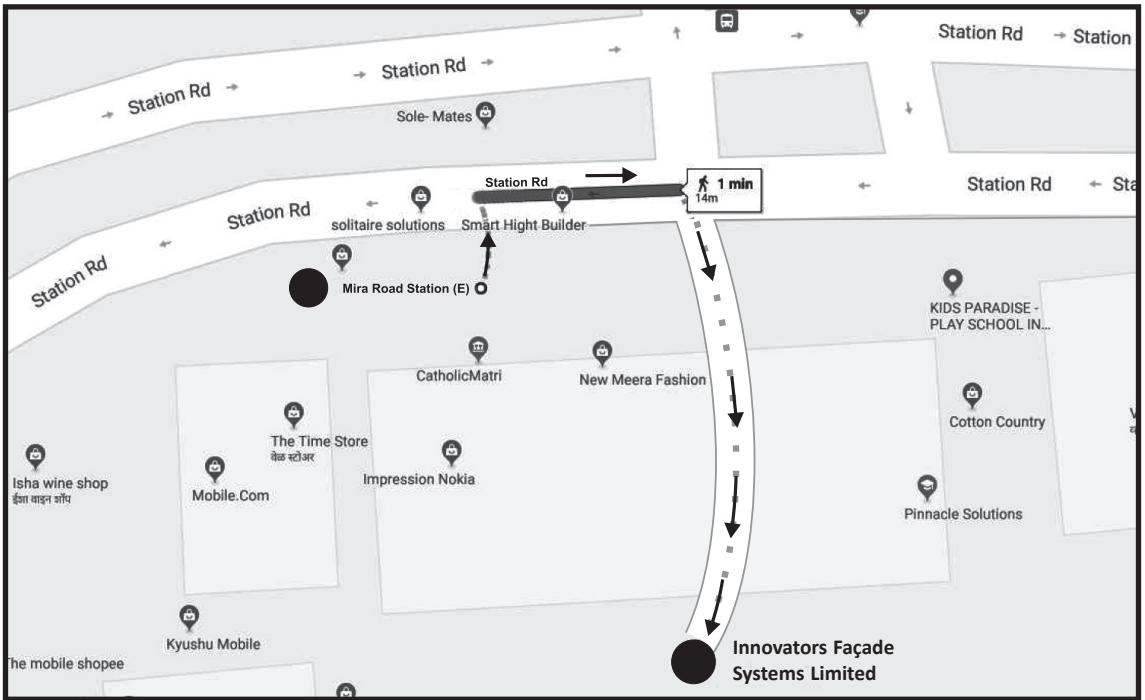 Station Rd
Station
Station Rd
Station Rd
Sole- Mates
Station Rd
1 min
14m
Station Rd
Sta
Station Rd
solitaire solutions
Smart Hight Builder
Station Rd
Mira Road Station (E)
KIDS PARADISE -
PLAY SCHOOL IN...
CatholicMatri
New Meera Fashion
Cotton Country
The Time Store
वेळ स्टोअर
Impression Nokia
Isha wine shop
ईशा वाइन शॉप
Mobile.Com
Pinnacle Solutions
Kyushu Mobile
Innovators Façade
Systems Limited
The mobile shopee